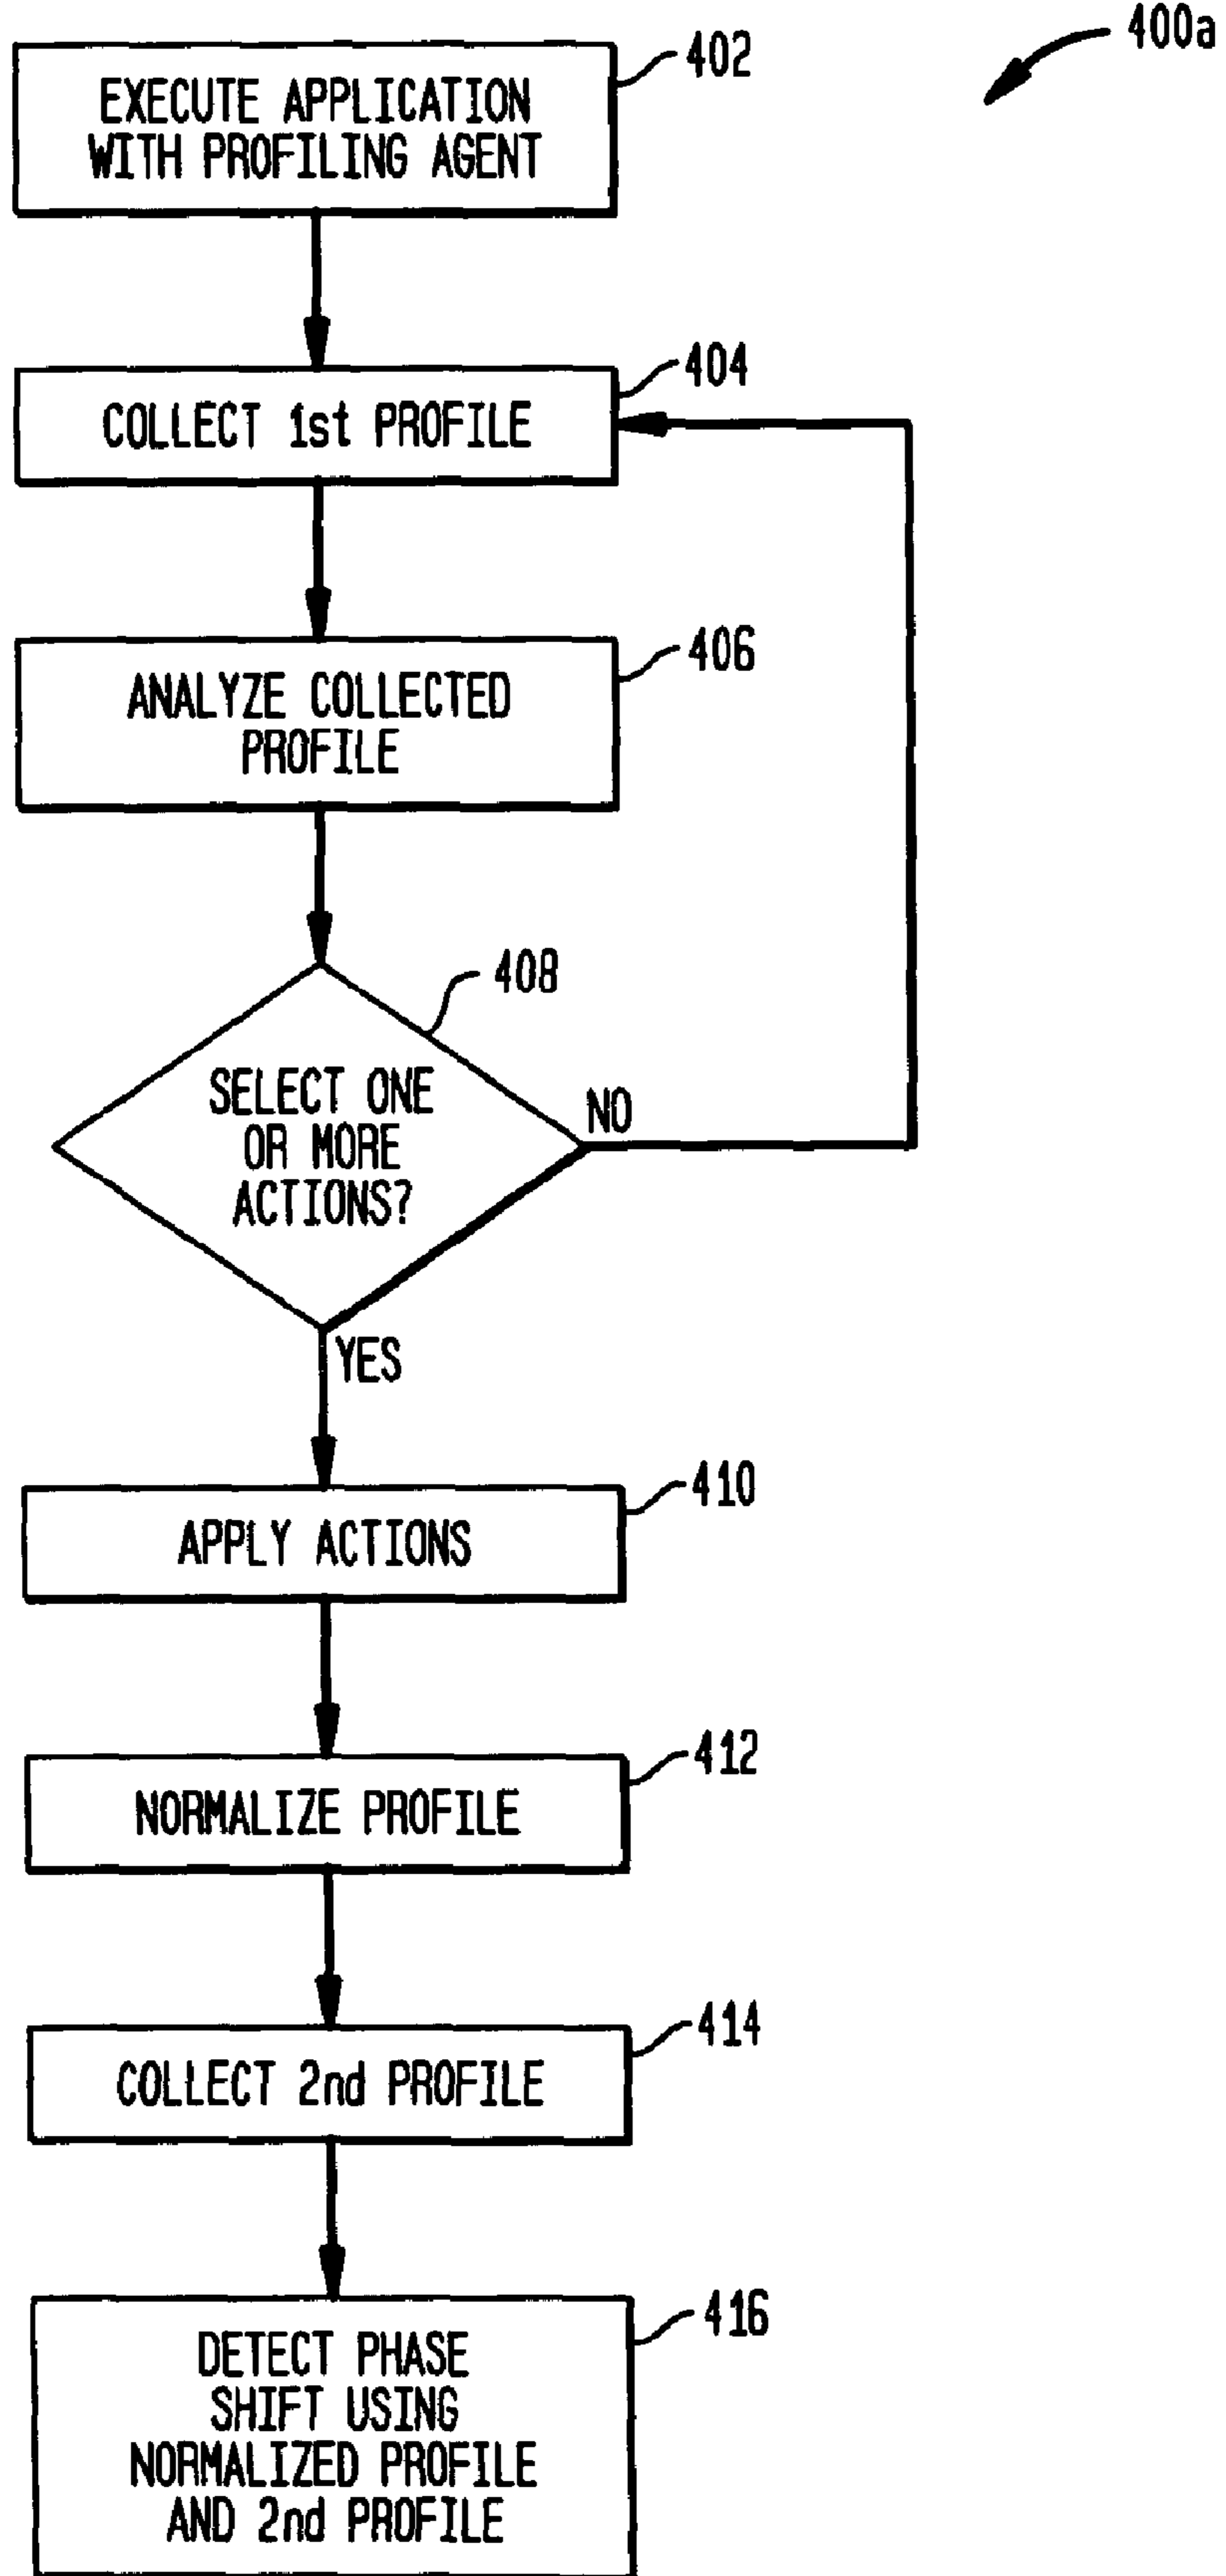 400a
402
EXECUTE APPLICATION
WITH PROFILING AGENT
404
COLLECT 1st PROFILE
406
ANALYZE COLLECTED
PROFILE
408
SELECT ONE
OR MORE
ACTIONS?
NO
YES
410
APPLY ACTIONS
412
NORMALIZE PROFILE
414
COLLECT 2nd PROFILE
416
DETECT PHASE
SHIFT USING
NORMALIZED PROFILE
AND 2nd PROFILE